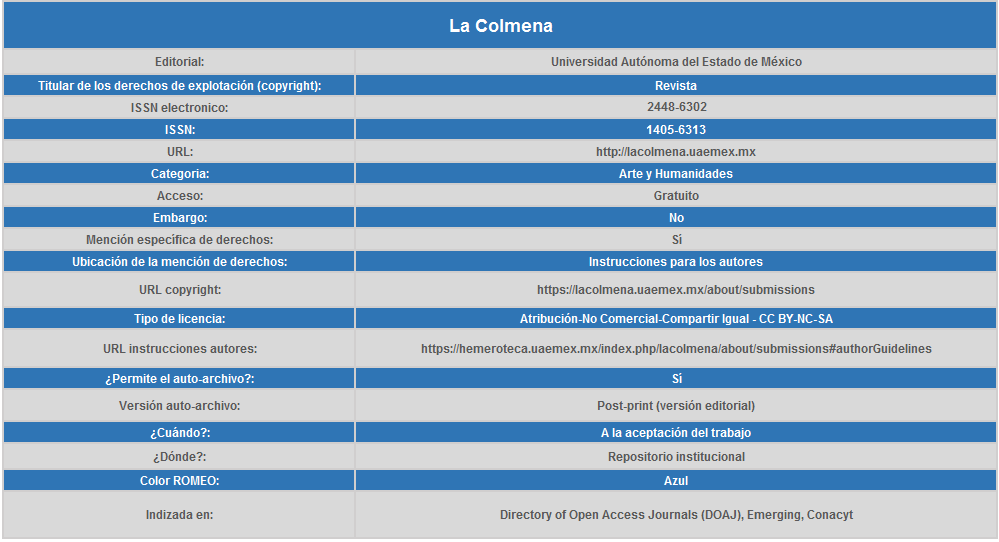 La Colmena
Editorial: Universidad Autónoma del Estado de México
Titular de los derechos de explotación (copyright): Revista
ISSN electronico: 2448-6302
ISSN: 1405-6313
URL: http://lacolmena.uaemex.mx
Categoria: Arte y Humanidades
Acceso: Gratuito
Embargo: No
Mención específica de derechos: Sí
Ubicación de la mención de derechos: Instrucciones para los autores
URL copyright: https://lacolmena.uaemex.mx/about/submissions
Tipo de licencia: Atribución-No Comercial-Compartir Igual - CC BY-NC-SA
URL instrucciones autores: https://hemeroteca.uaemex.mx/index.php/lacolmena/about/submissions#authorGuidelines
¿Permite el auto-archivo?: Sí
Versión auto-archivo: Post-print (versión editorial)
¿Cuándo?: A la aceptación del trabajo
¿Dónde?: Repositorio institucional
Color ROMEO: Azul
Indizada en: Directory of Open Access Journals (DOAJ), Emerging, Conacyt